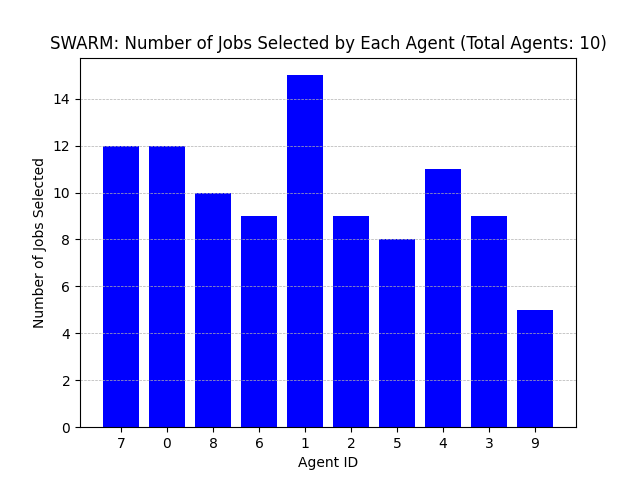 SWARM: Number of Jobs Selected by Each Agent (Total Agents: 10)
Number of Jobs Selected
14
12
10
8
6
4
2
0
7 0 8 6 1 2 5 4 3 9
Agent ID